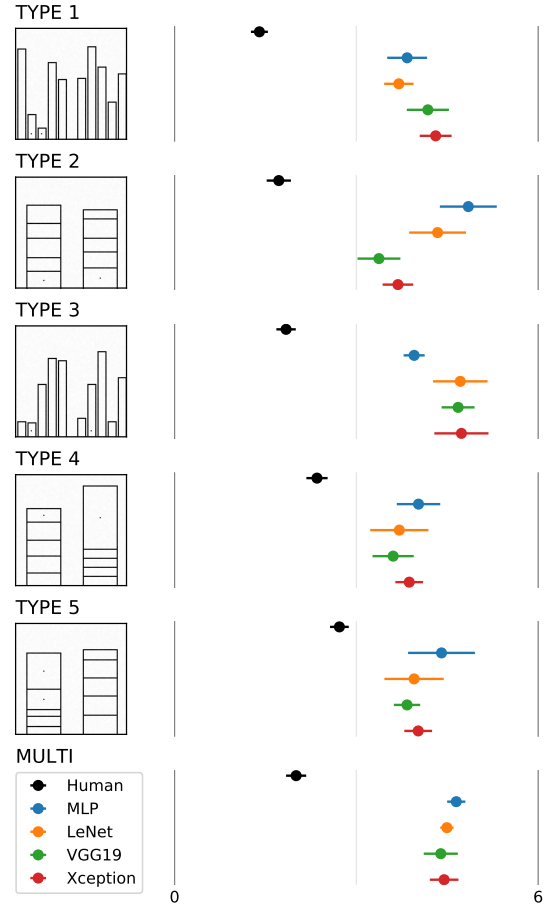 TYPE 1
TYPE 2
TYPE 3
TYPE 4
TYPE 5
MULTI
Human
MLP
LeNet
VGG19
Xception
0 6